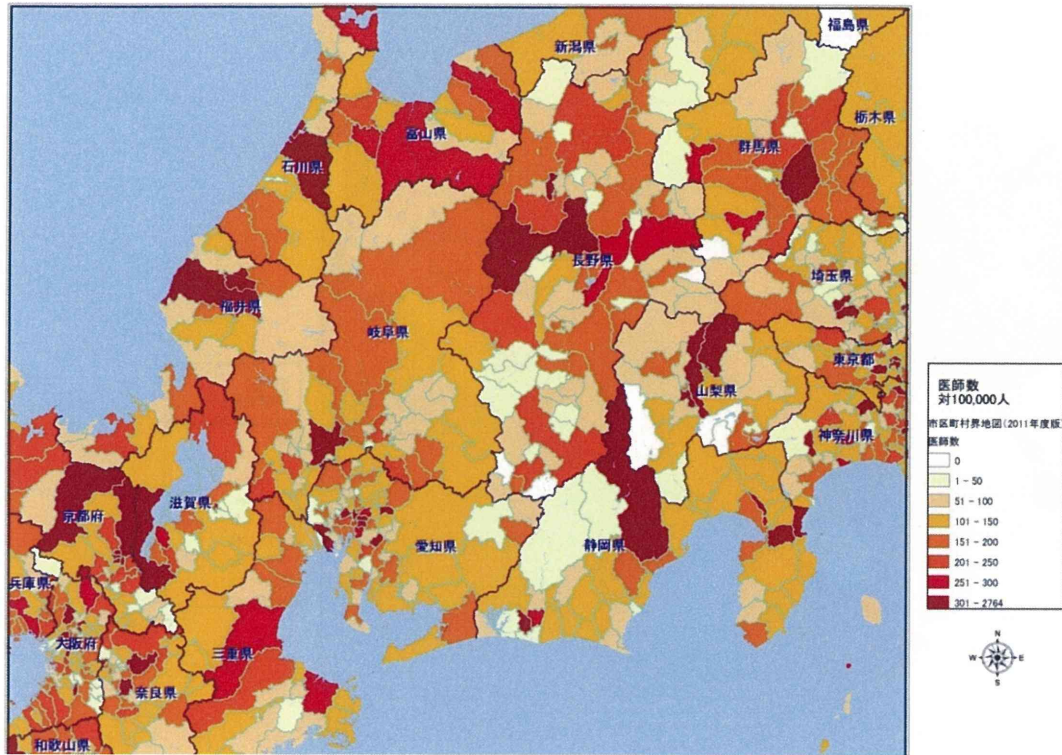 福島県
新潟県
栃木県
富山県
群馬県
石川県
長野県
埼玉県
福井県
岐阜県
東京都
山梨県
神奈川県
滋賀県
京都府
愛知県
静岡県
兵庫県
大阪府
三重県
奈良県
和歌山県
医師数
対100,000人
市区町村界地図(2011年度版)
医師数
0
1 - 50
51 - 100
101 - 150
151 - 200
201 - 250
251 - 300
301 - 2764
N
W
E
S